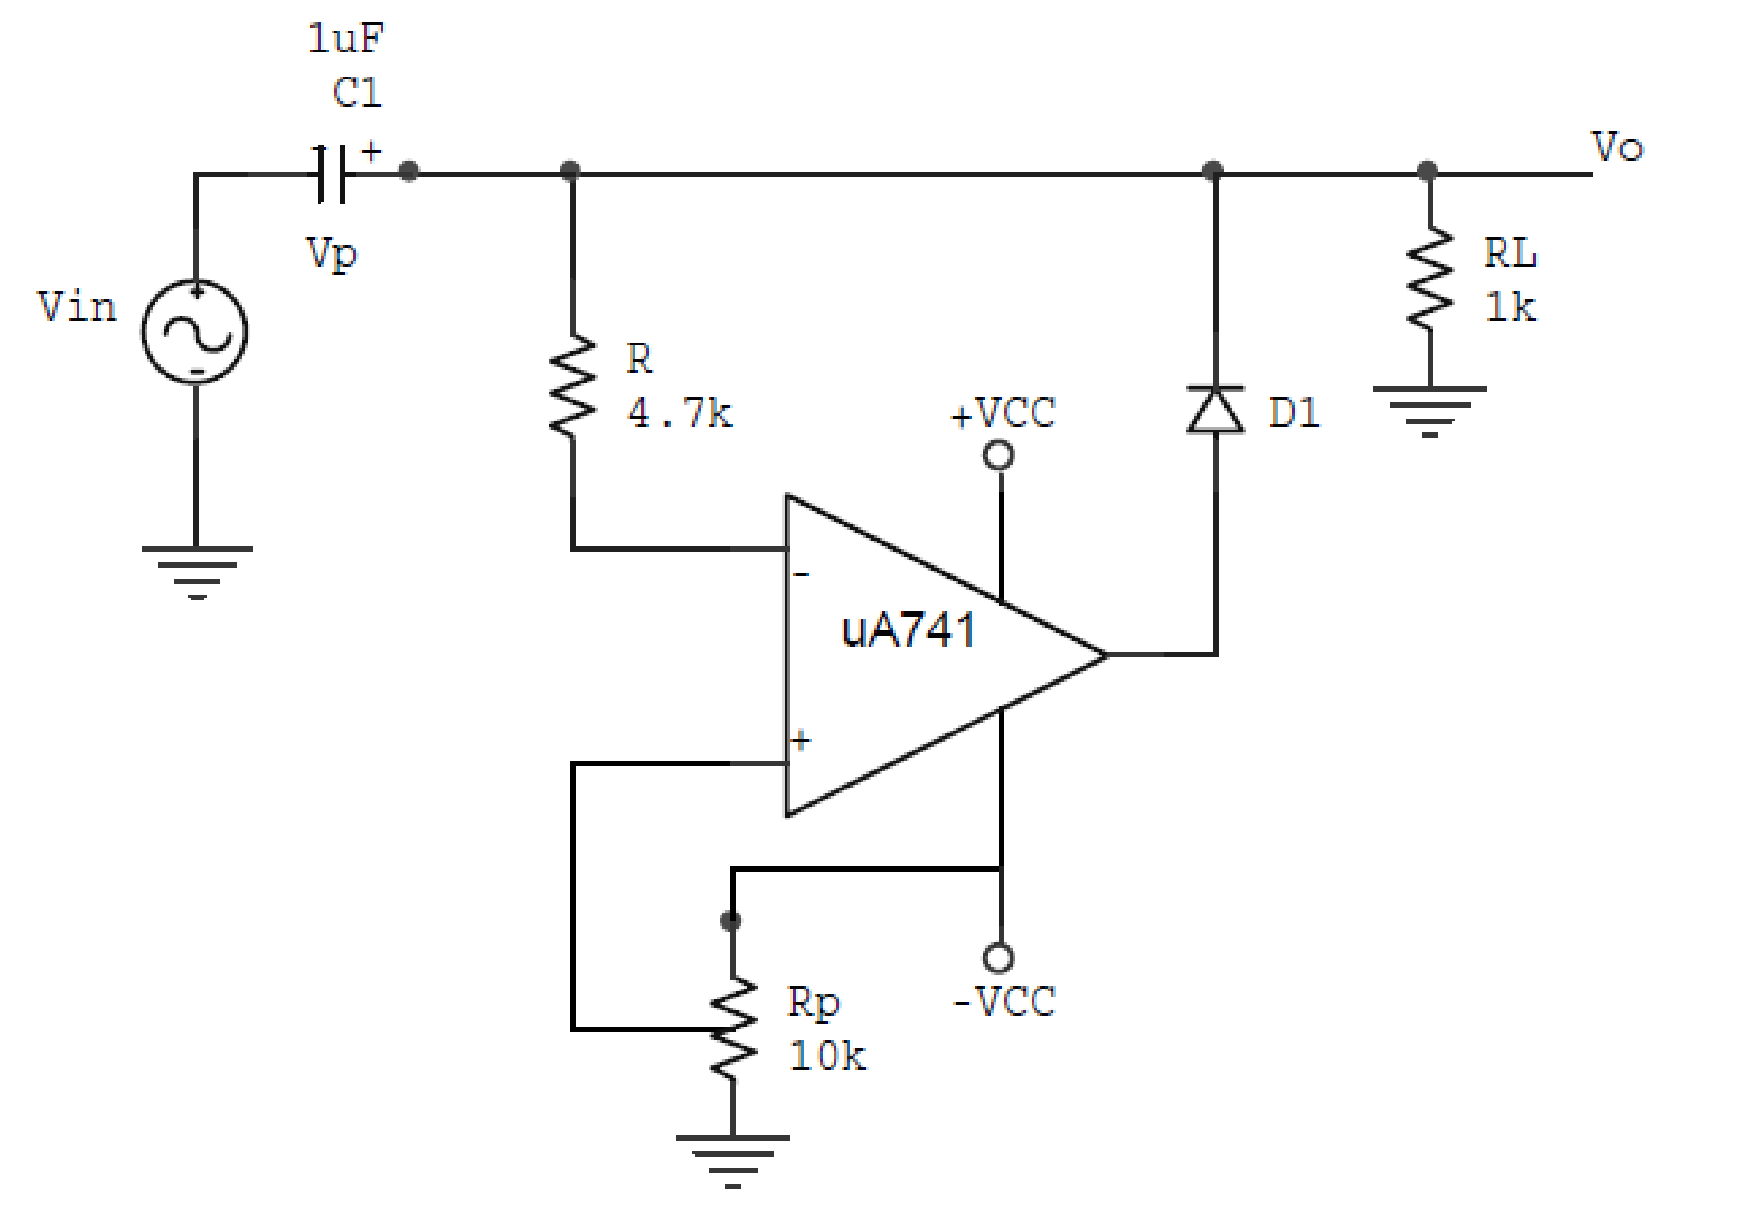 1uF
C1
+
Vp
Vin
+
-
Vo
R
4.7k
RL
1k
+VCC
D1
-
uA741
+
Rp
10k
-VCC